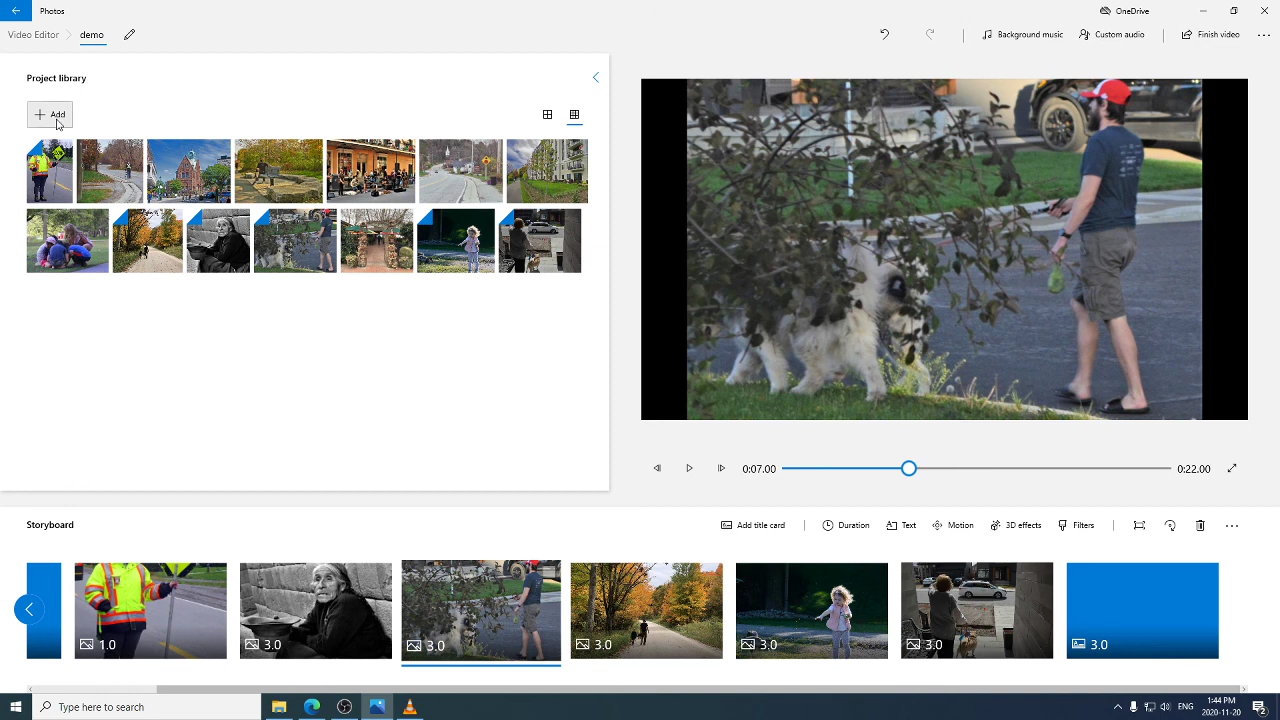 Photos
OneDrive
Video Editor
demo
Background music
Custom audio
Finish video
Project library
Add
0:07.00
0:22.00
Storyboard
Add title card
Duration
Text
Motion
3D effects
Filters
1.0
3.0
3.0
3.0
3.0
3.0
3.0
Type here to search
ENG
1:44 PM
2020-11-20
2